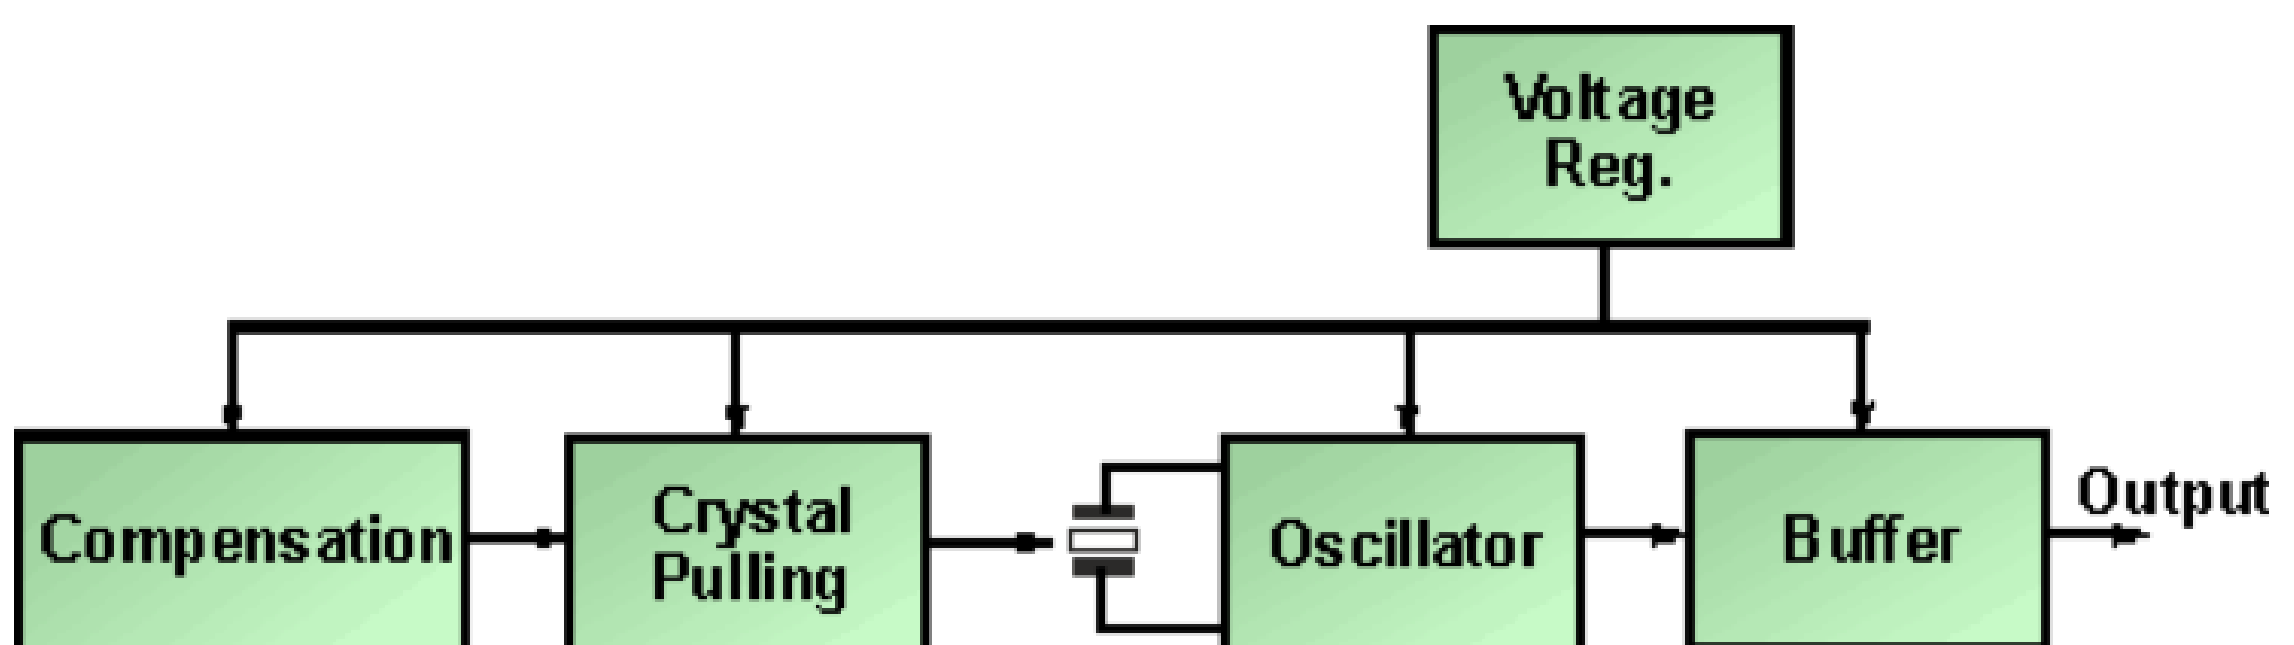 Voltage
Reg.
Compensation
Crystal
Pulling
Oscillator
Buffer
Output